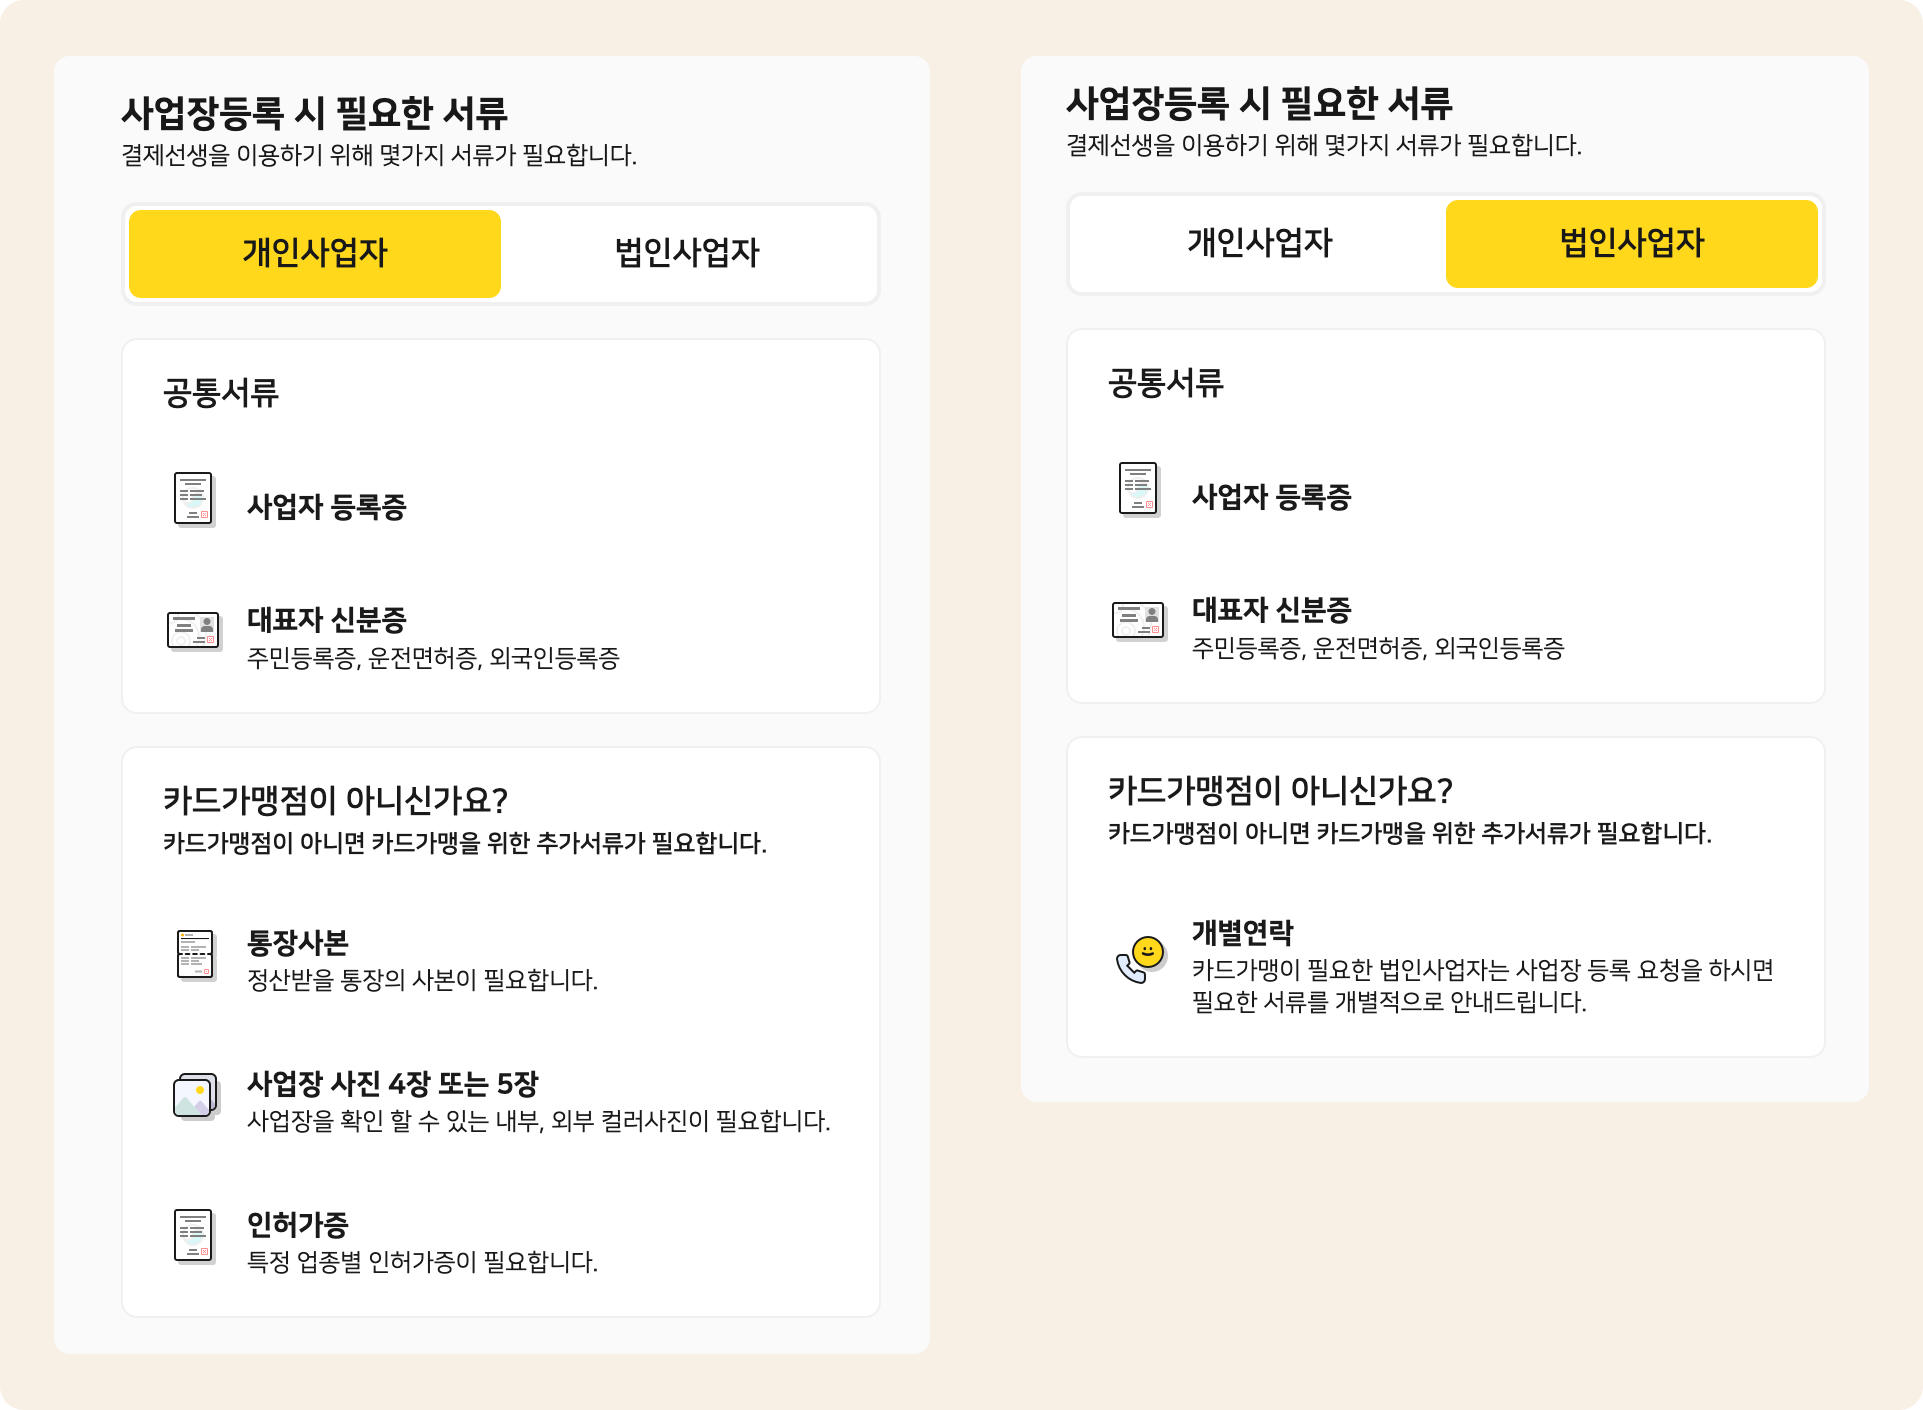 사업장등록 시 필요한 서류
결제선생을 이용하기 위해 몇가지 서류가 필요합니다.
개인사업자
법인사업자
공통서류
사업자 등록증
대표자 신분증
주민등록증, 운전면허증, 외국인등록증
카드가맹점이 아니신가요?
카드가맹점이 아니면 카드가맹을 위한 추가서류가 필요합니다.
통장사본
정산받을 통장의 사본이 필요합니다.
사업장 사진 4장 또는 5장
사업장을 확인 할 수 있는 내부, 외부 컬러사진이 필요합니다.
인허가증
특정 업종별 인허가증이 필요합니다.
사업장등록 시 필요한 서류
결제선생을 이용하기 위해 몇가지 서류가 필요합니다.
개인사업자
법인사업자
공통서류
사업자 등록증
대표자 신분증
주민등록증, 운전면허증, 외국인등록증
카드가맹점이 아니신가요?
카드가맹점이 아니면 카드가맹을 위한 추가서류가 필요합니다.
개별연락
카드가맹이 필요한 법인사업자는 사업장 등록 요청을 하시면
필요한 서류를 개별적으로 안내드립니다.